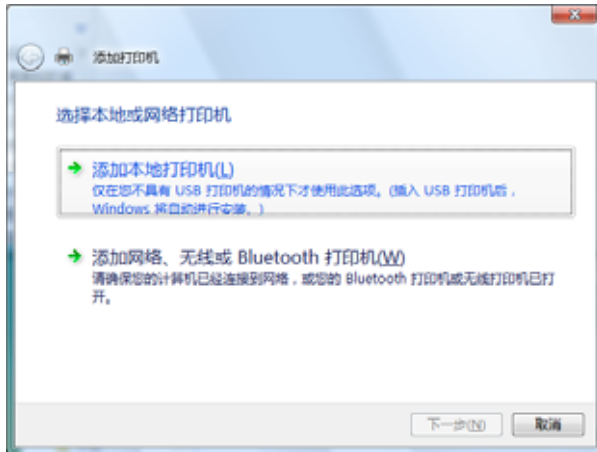 添加打印机
选择本地或网络打印机
添加本地打印机(L)
仅在您不具有 USB 打印机的情况下才使用此选项。(插入 USB 打印机后，
Windows 将自动进行安装。)
添加网络、无线或 Bluetooth 打印机(W)
请确保您的计算机已经连接到网络，或您的 Bluetooth 打印机或无线打印机已打
开。
下一步(N)
取消